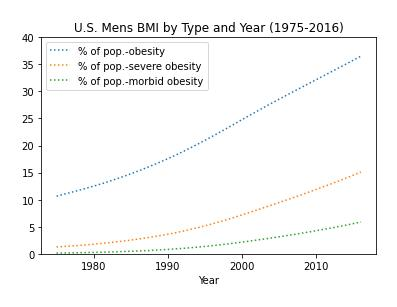 U.S. Mens BMI by Type and Year (1975-2016)
40
35
30
25
20
15
10
5
0
% of pop.-obesity
% of pop.-severe obesity
% of pop.-morbid obesity
1980 1990 2000 2010
Year